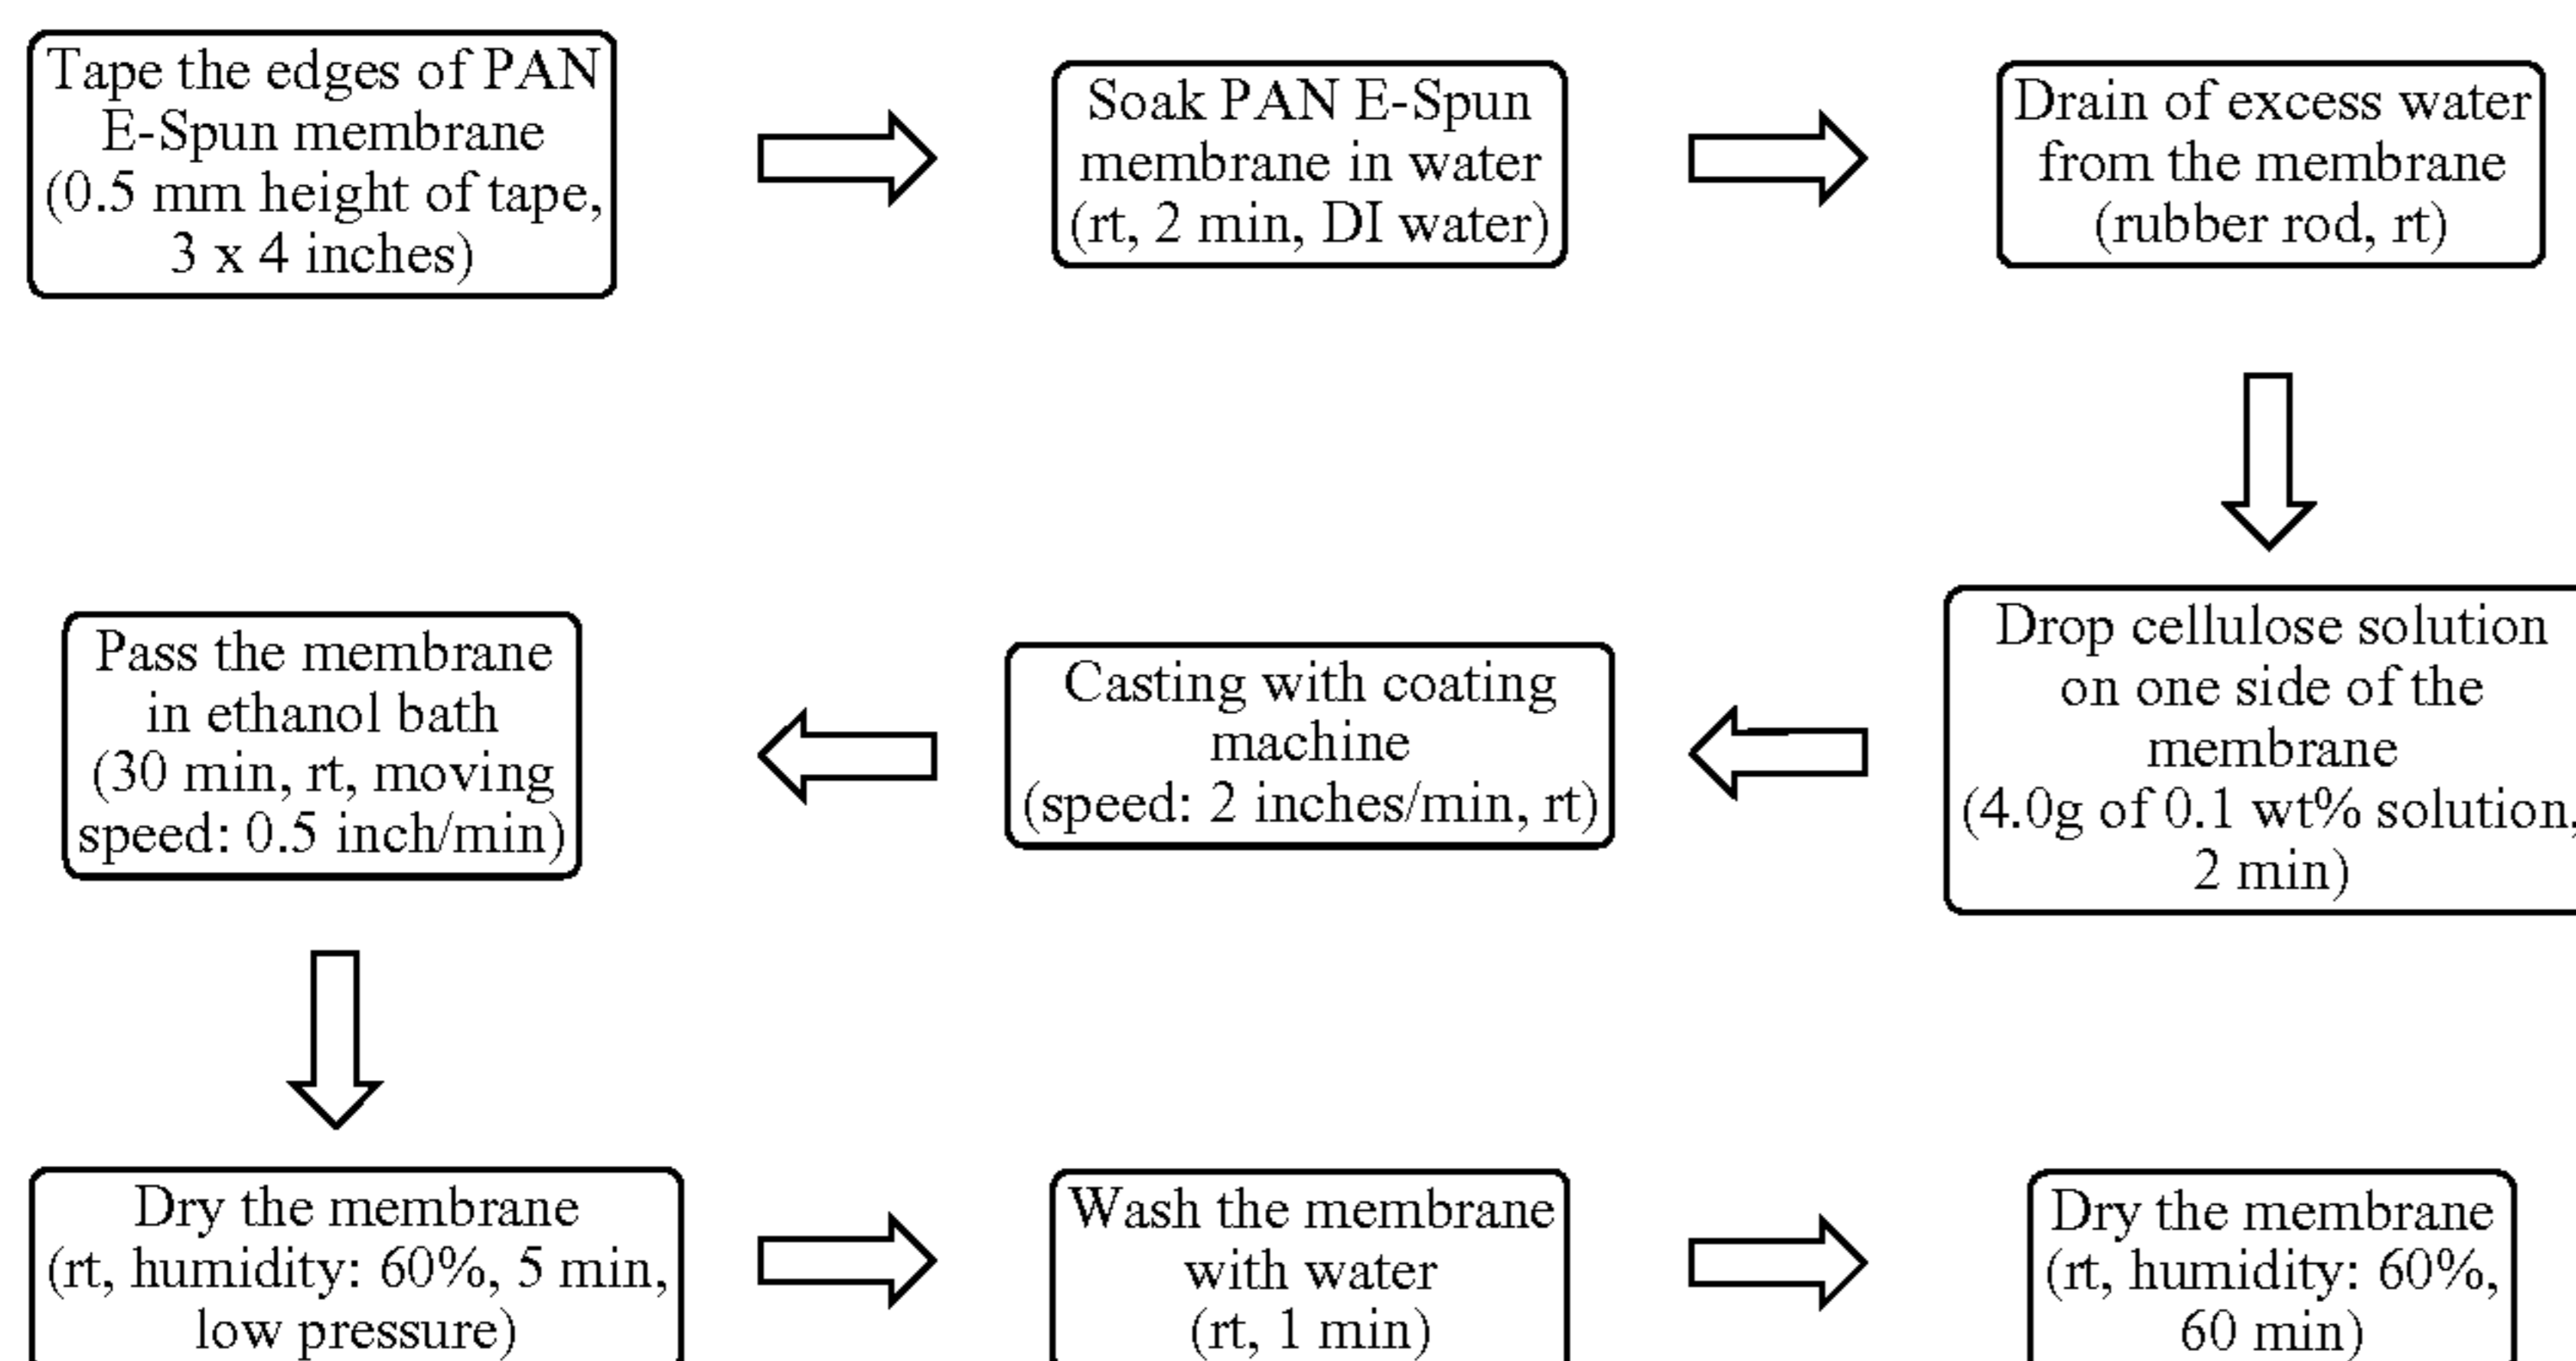 Tape the edges of PAN
E-Spun membrane
(0.5 mm height of tape,
3 x 4 inches)
Soak PAN E-Spun
membrane in water
(rt, 2 min, DI water)
Drain of excess water
from the membrane
(rubber rod, rt)
Drop cellulose solution
on one side of the
membrane
(4.0g of 0.1 wt% solution,
2 min)
Casting with coating
machine
(speed: 2 inches/min, rt)
Pass the membrane
in ethanol bath
(30 min, rt, moving
speed: 0.5 inch/min)
Dry the membrane
(rt, humidity: 60%, 5 min,
low pressure)
Wash the membrane
with water
(rt, 1 min)
Dry the membrane
(rt, humidity: 60%,
60 min)